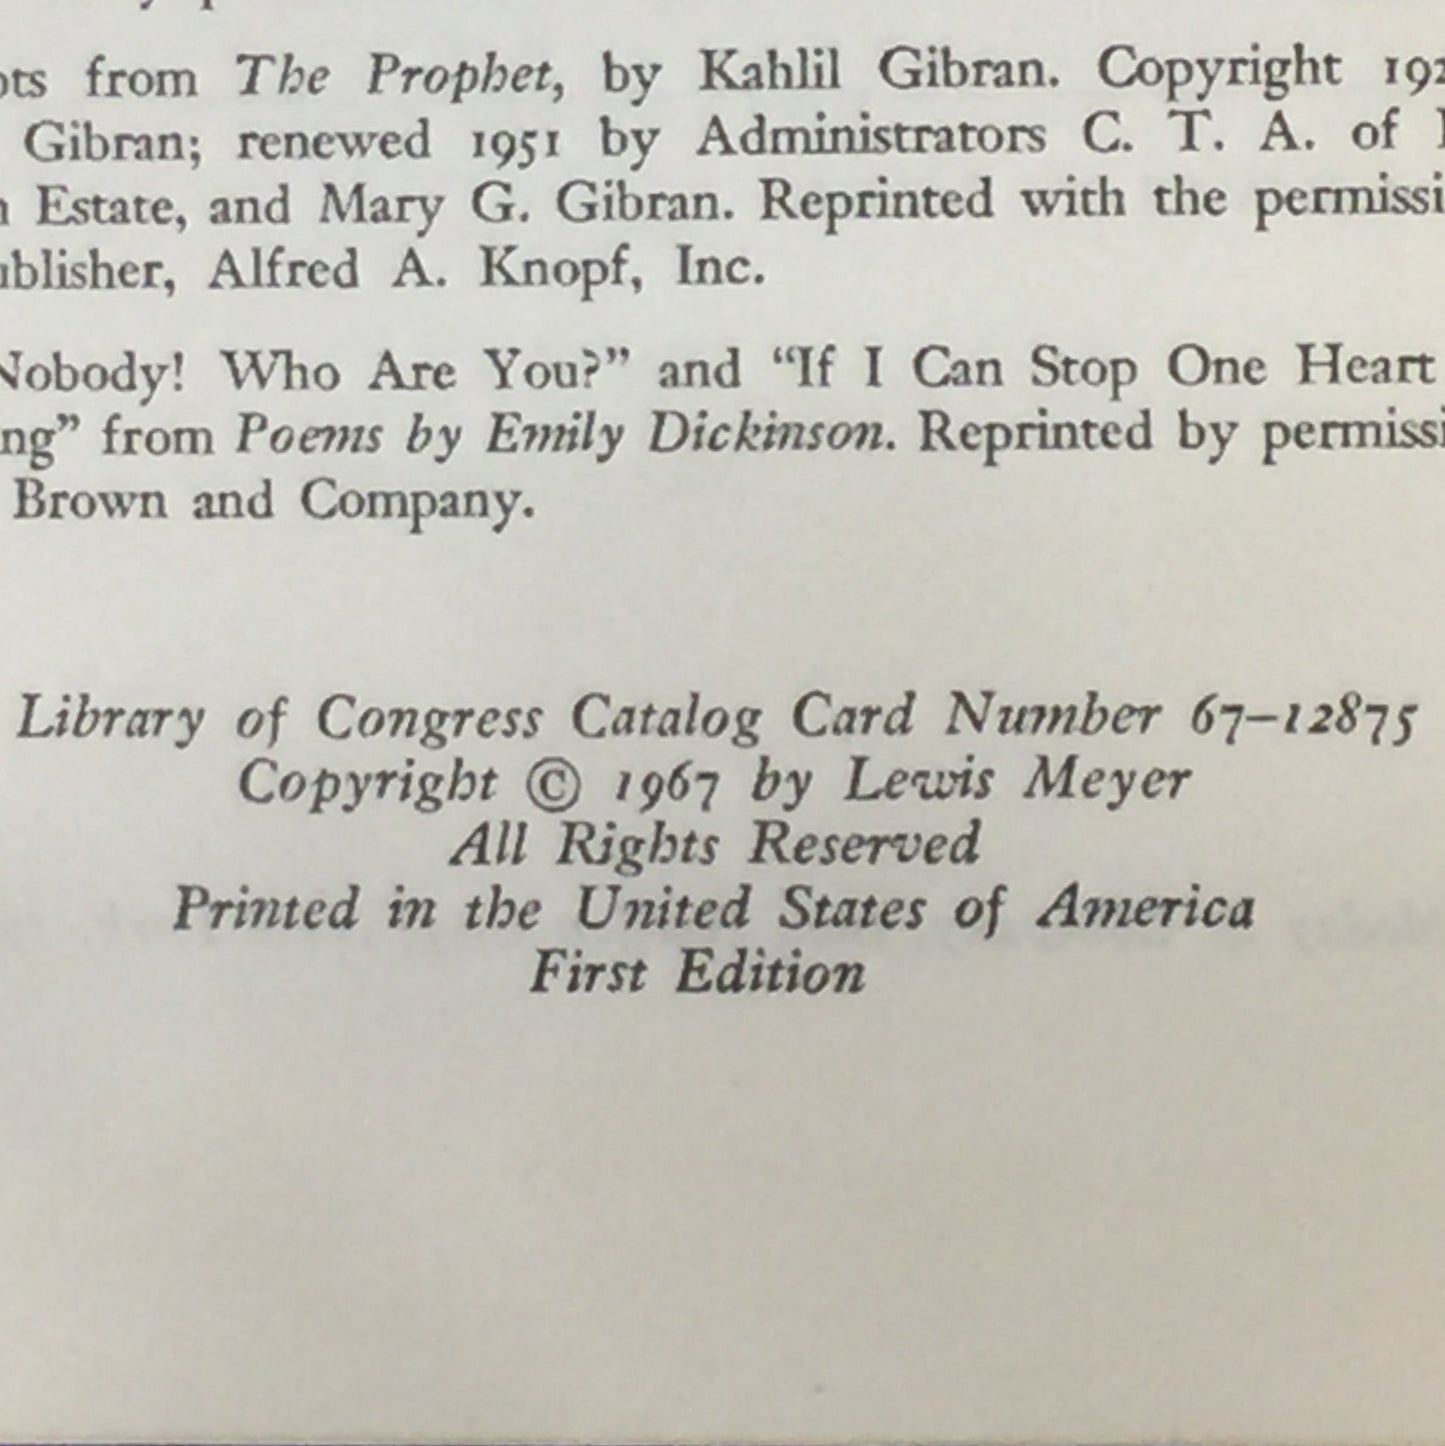 from The Prophet, by Kahlil Gibran. Copyright
Gibran; renewed 1951 by Administrators C. T. A. of
Estate, and Mary G. Gibran. Reprinted with the permissi
ublisher, Alfred A. Knopf, Inc.
Nobody! Who Are You?" and "If I Can Stop One Heart
ng" from Poems by Emily Dickinson. Reprinted by permissi
Brown and Company.
Library of Congress Catalog Card Number 67-12875
Copyright © 1967 by Lewis Meyer
All Rights Reserved
Printed in the United States of America
First Edition